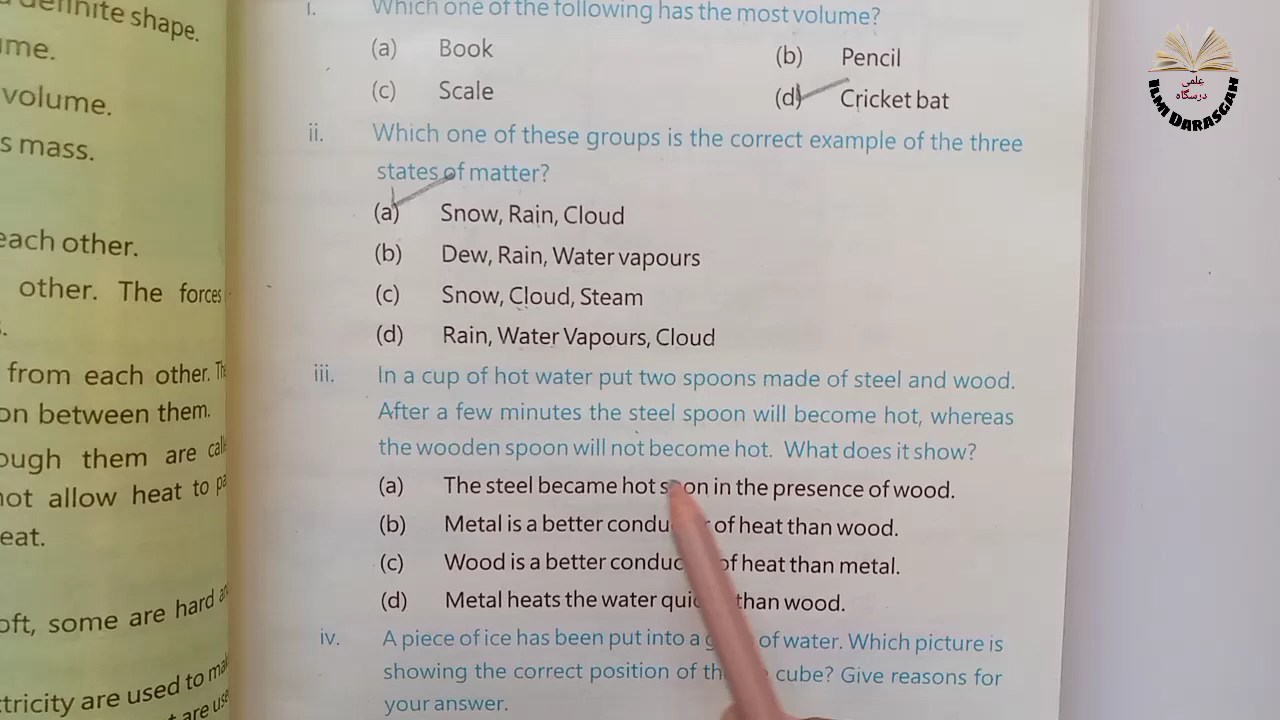 definite shape.
volume.
mass.
each other.
other. The forces
from each other.
on between them.
them are
allow heat to
eat.
some are hard
are used to
i. Which one of the following has the most volume?
(a) Book (b) Pencil
(c) Scale (d) Cricket bat
ii. Which one of these groups is the correct example of the three
states of matter?
(a) Snow, Rain, Cloud
(b) Dew, Rain, Water vapours
(c) Snow, Cloud, Steam
(d) Rain, Water Vapours, Cloud
iii. In a cup of hot water put two spoons made of steel and wood.
After a few minutes the steel spoon will become hot, whereas
the wooden spoon will not become hot. What does it show?
(a) The steel became hot soon in the presence of wood.
(b) Metal is a better of heat than wood.
(c) Wood is a better of heat than metal.
(d) Metal heats the water than wood.
iv. A piece of ice has been put into a of water. Which picture is
showing the correct position of cube? Give reasons for
your answer.
علمی
درسگاه
ILMI DARASGAH